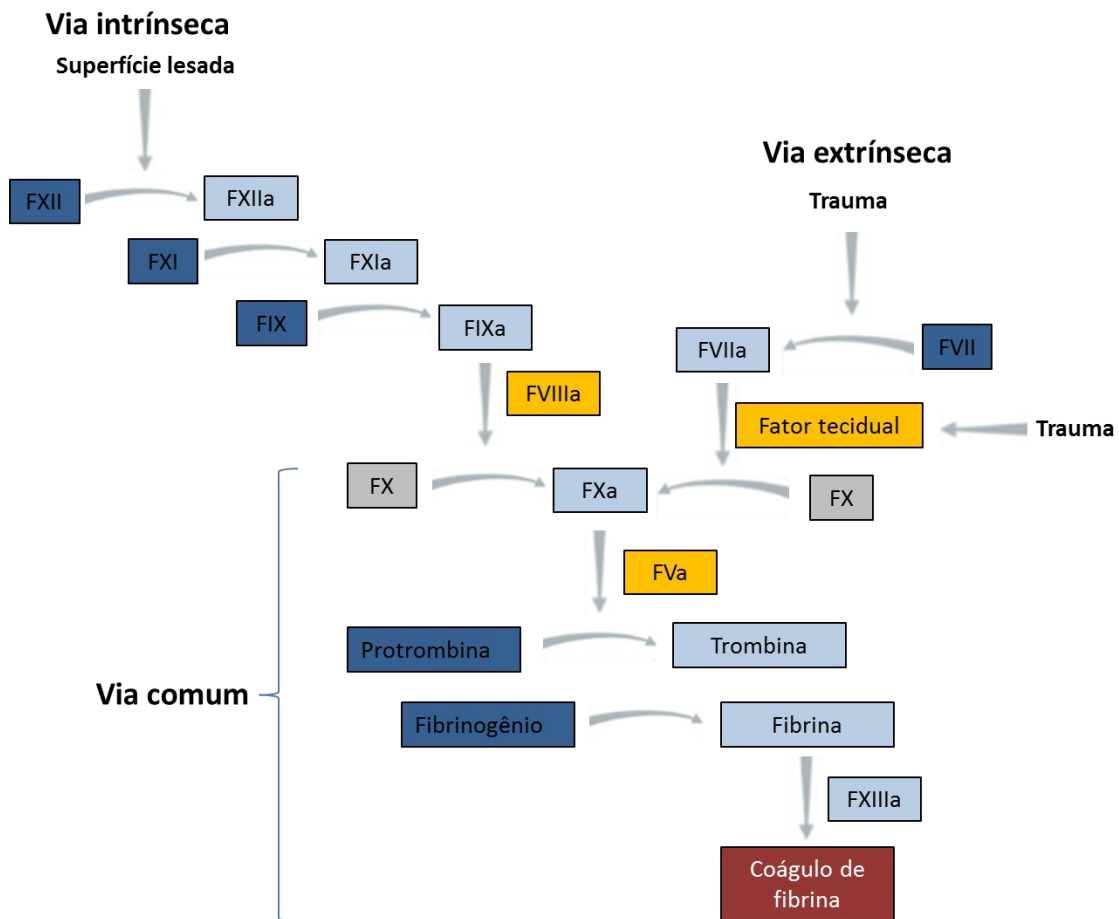 Via intrínseca
Superfície lesada
Via extrínseca
Trauma
FXII
FXIIa
FXI
FXIa
FIX
FIXa
FVIIa
FVII
FVIIIa
Fator tecidual
Trauma
FX
FXa
FX
FVa
Protrombina
Trombina
Via comum
Fibrinogênio
Fibrina
FXIIIa
Coágulo de
fibrina